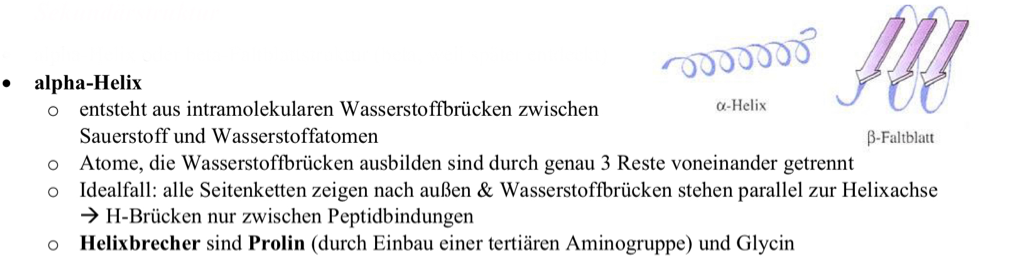 • alpha-Helix
o entsteht aus intramolekularen Wasserstoffbrücken zwischen
Sauerstoff und Wasserstoffatomen
o Atome, die Wasserstoffbrücken ausbilden sind durch genau 3 Reste voneinander getrennt
o Idealfall: alle Seitenketten zeigen nach außen & Wasserstoffbrücken stehen parallel zur Helixachse
→ H-Brücken nur zwischen Peptidbindungen
o Helixbrecher sind Prolin (durch Einbau einer tertiären Aminogruppe) und Glycin
α-Helix
β-Faltblatt